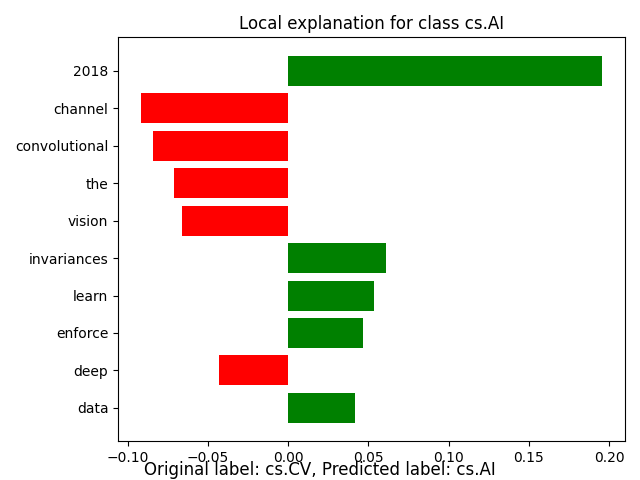 Local explanation for class cs.AI
2018
channel
convolutional
the
vision
invariances
learn
enforce
deep
data
−0.10 −0.05 0.00 0.05 0.10 0.15 0.20
Original label: cs.CV, Predicted label: cs.AI